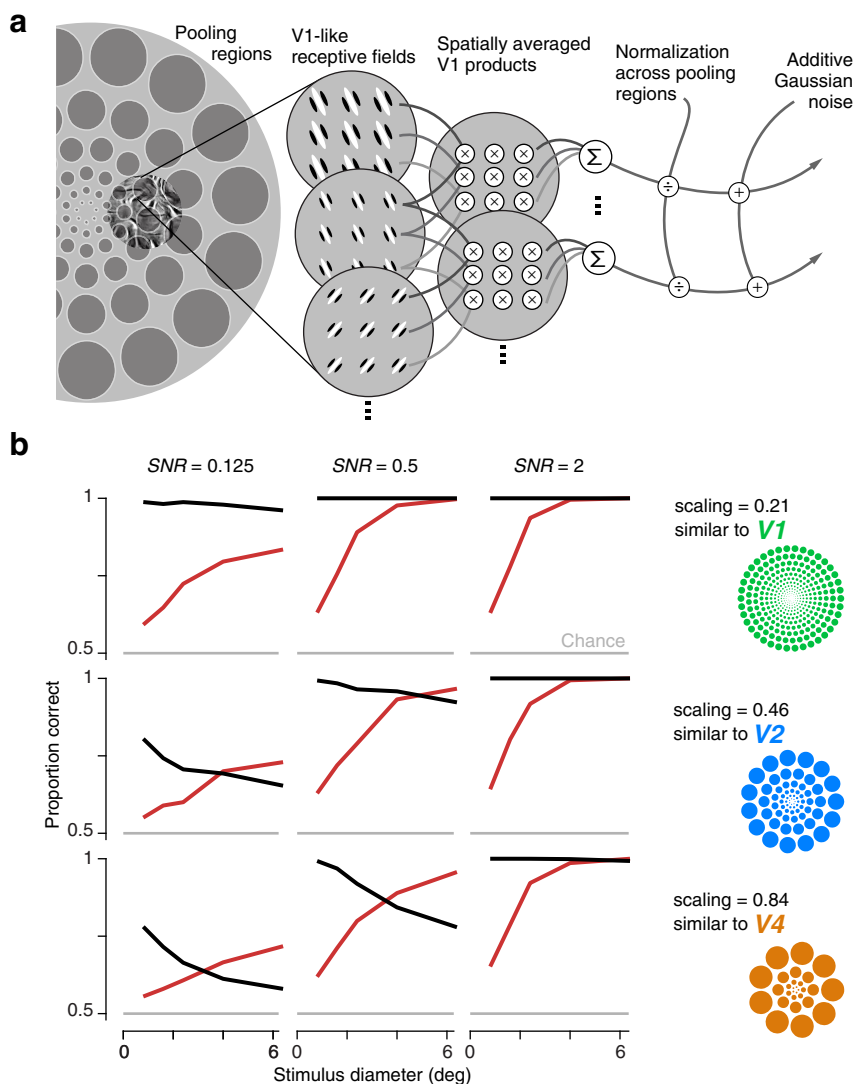 a
Pooling
regions
V1-like
receptive fields
Spatially averaged
V1 products
Normalization
across pooling
regions
Additive
Gaussian
noise
× × ×
× × ×
× × ×
Σ
÷
+
× × ×
× × ×
× × ×
Σ
÷
+
b
SNR = 0.125
SNR = 0.5
SNR = 2
1
0.5
Chance
scaling = 0.21
similar to V1
Proportion correct
1
0.5
scaling = 0.46
similar to V2
1
0.5
scaling = 0.84
similar to V4
0 6
0 6
0 6
Stimulus diameter (deg)